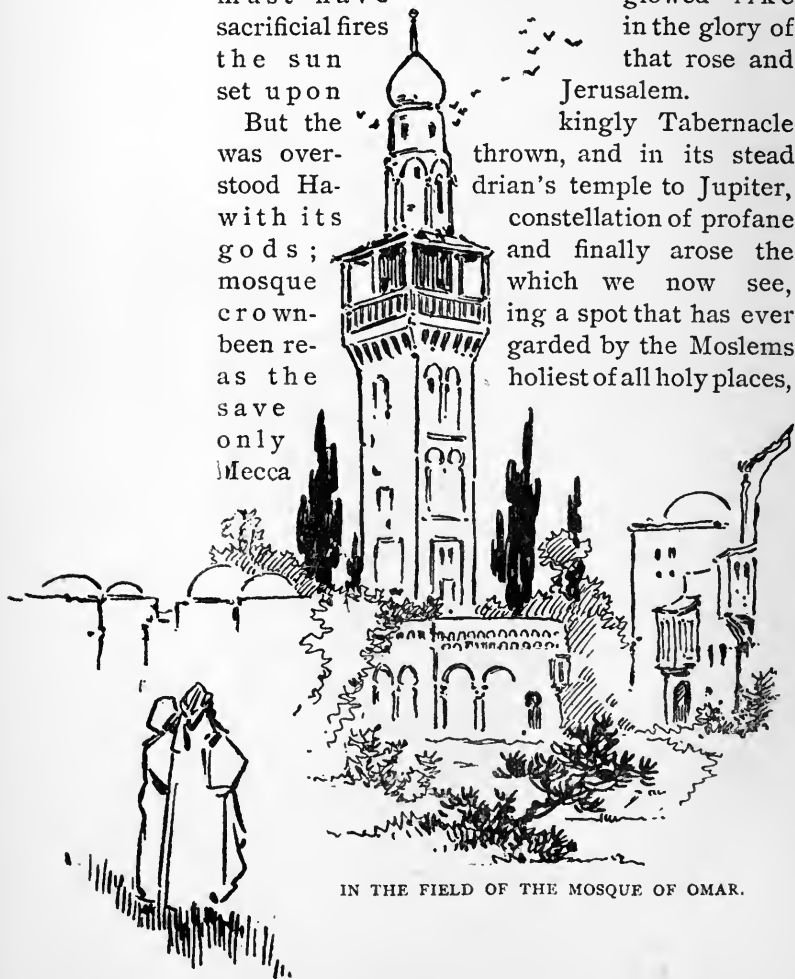 must have glowed like
sacrificial fires in the glory of
the sun that rose and
set upon Jerusalem.
But the kingly Tabernacle
was over- thrown, and in its stead
stood Ha- drian's temple to Jupiter,
with its constellation of profane
gods; and finally arose the
mosque which we now see,
crown- ing a spot that has ever
been re- garded by the Moslems
as the holiest of all holy places,
save
only
Mecca
IN THE FIELD OF THE MOSQUE OF OMAR.